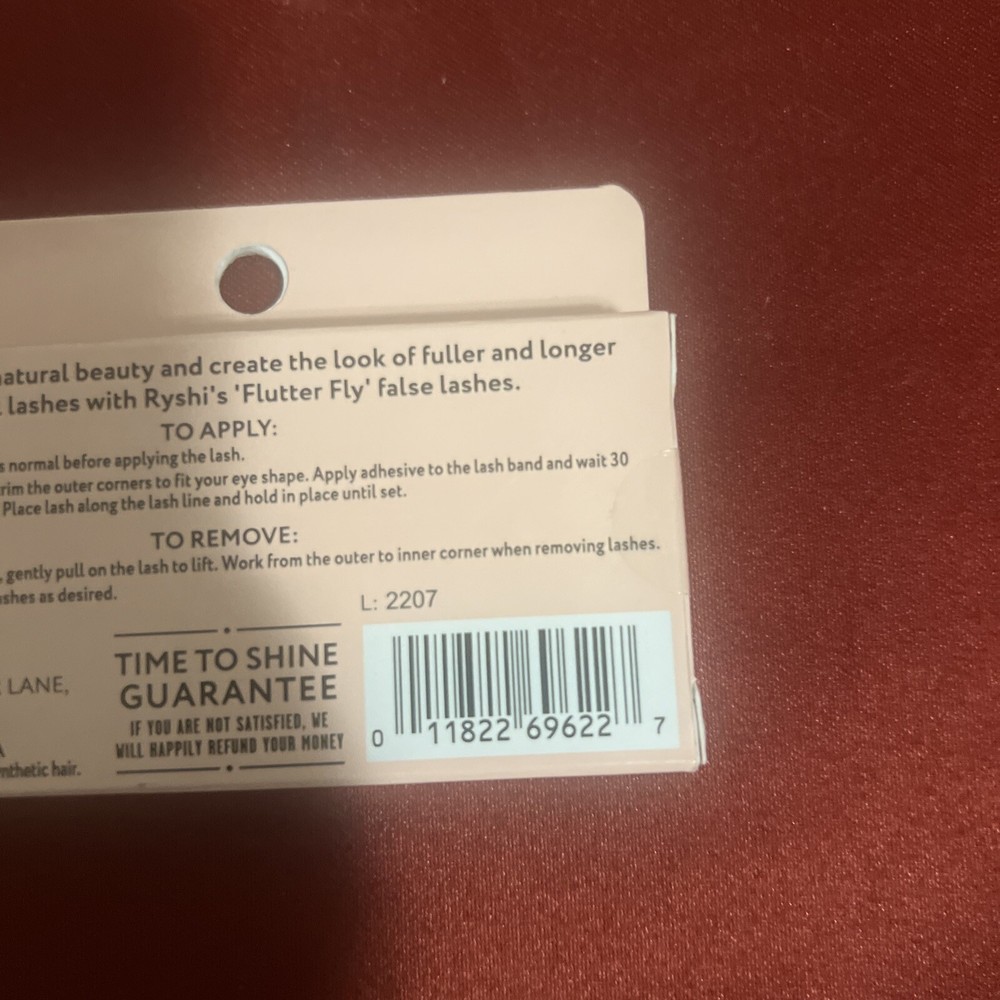 natural beauty and create the look of fuller and longer
lashes with Ryshi's 'Flutter Fly' false lashes.
TO APPLY:
s normal before applying the lash.
rim the outer corners to fit your eye shape. Apply adhesive to the lash band and wait 30
Place lash along the lash line and hold in place until set.
TO REMOVE:
, gently pull on the lash to lift. Work from the outer to inner corner when removing lashes.
shes as desired.
L: 2207
LANE,
nthetic hair.
TIME TO SHINE
GUARANTEE
IF YOU ARE NOT SATISFIED, WE
WILL HAPPILY REFUND YOUR MONEY
0 11822 69622 7